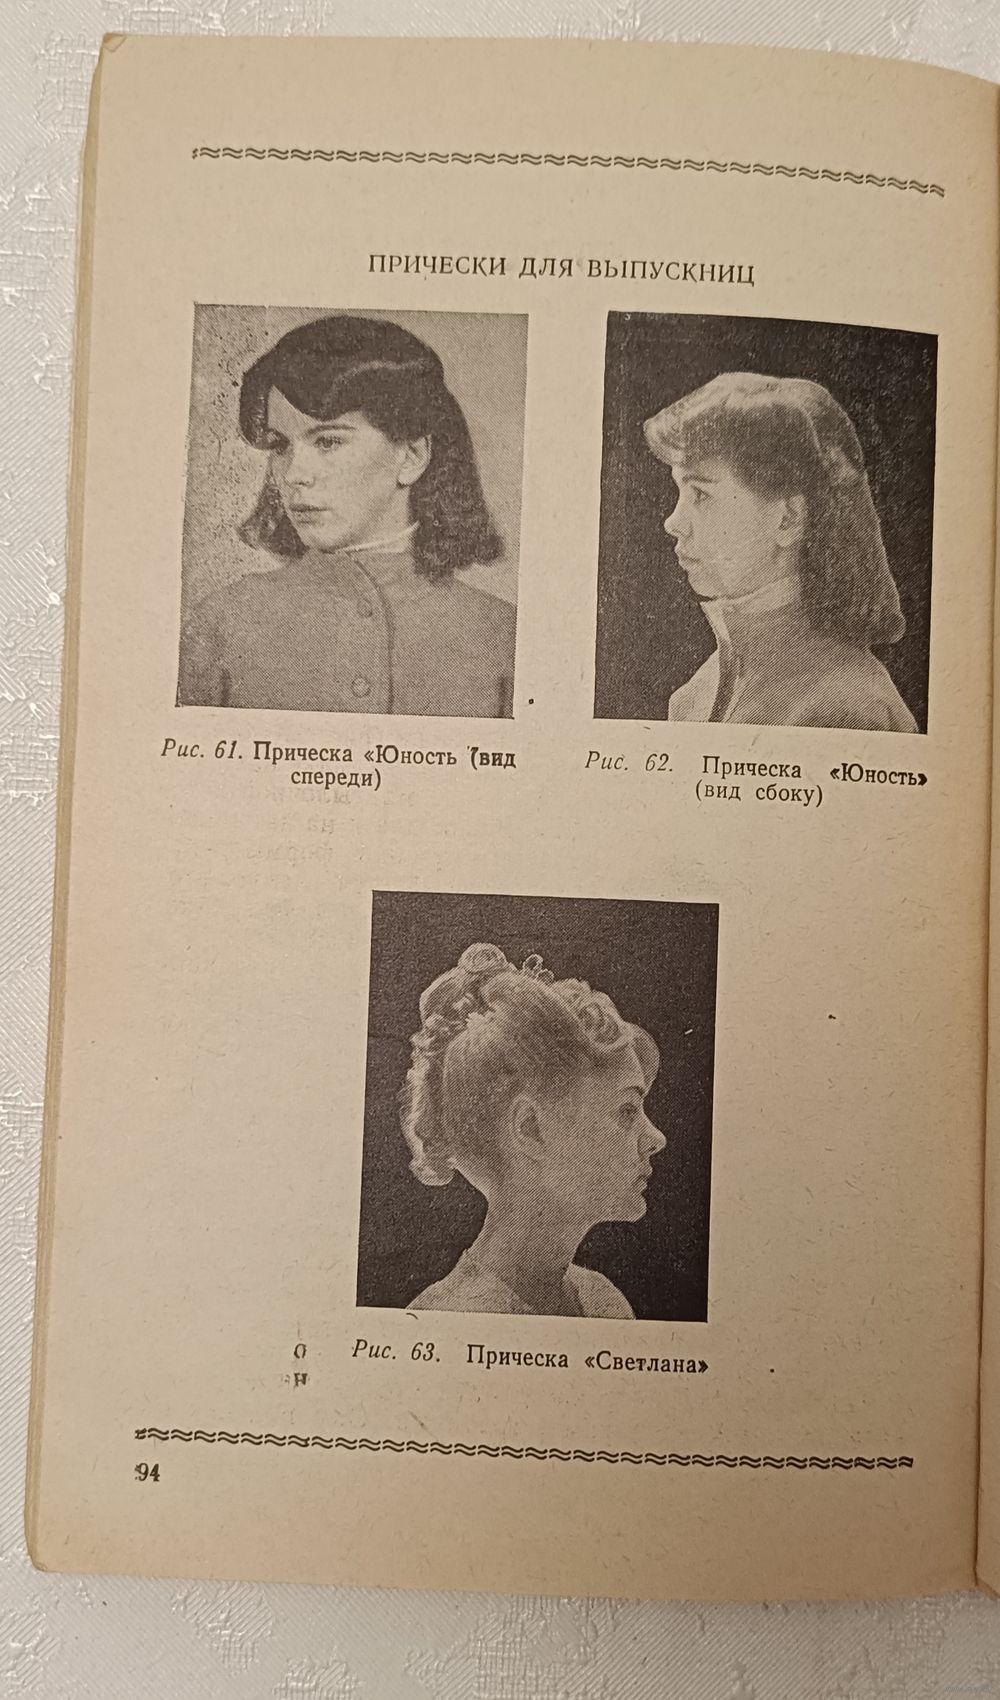 ПРИЧЕСКИ ДЛЯ ВЫПУСКНИЦ
Рис. 61. Прическа «Юность (вид
спереди)
Рис. 62. Прическа «Юность»
(вид сбоку)
Рис. 63. Прическа «Светлана»
94